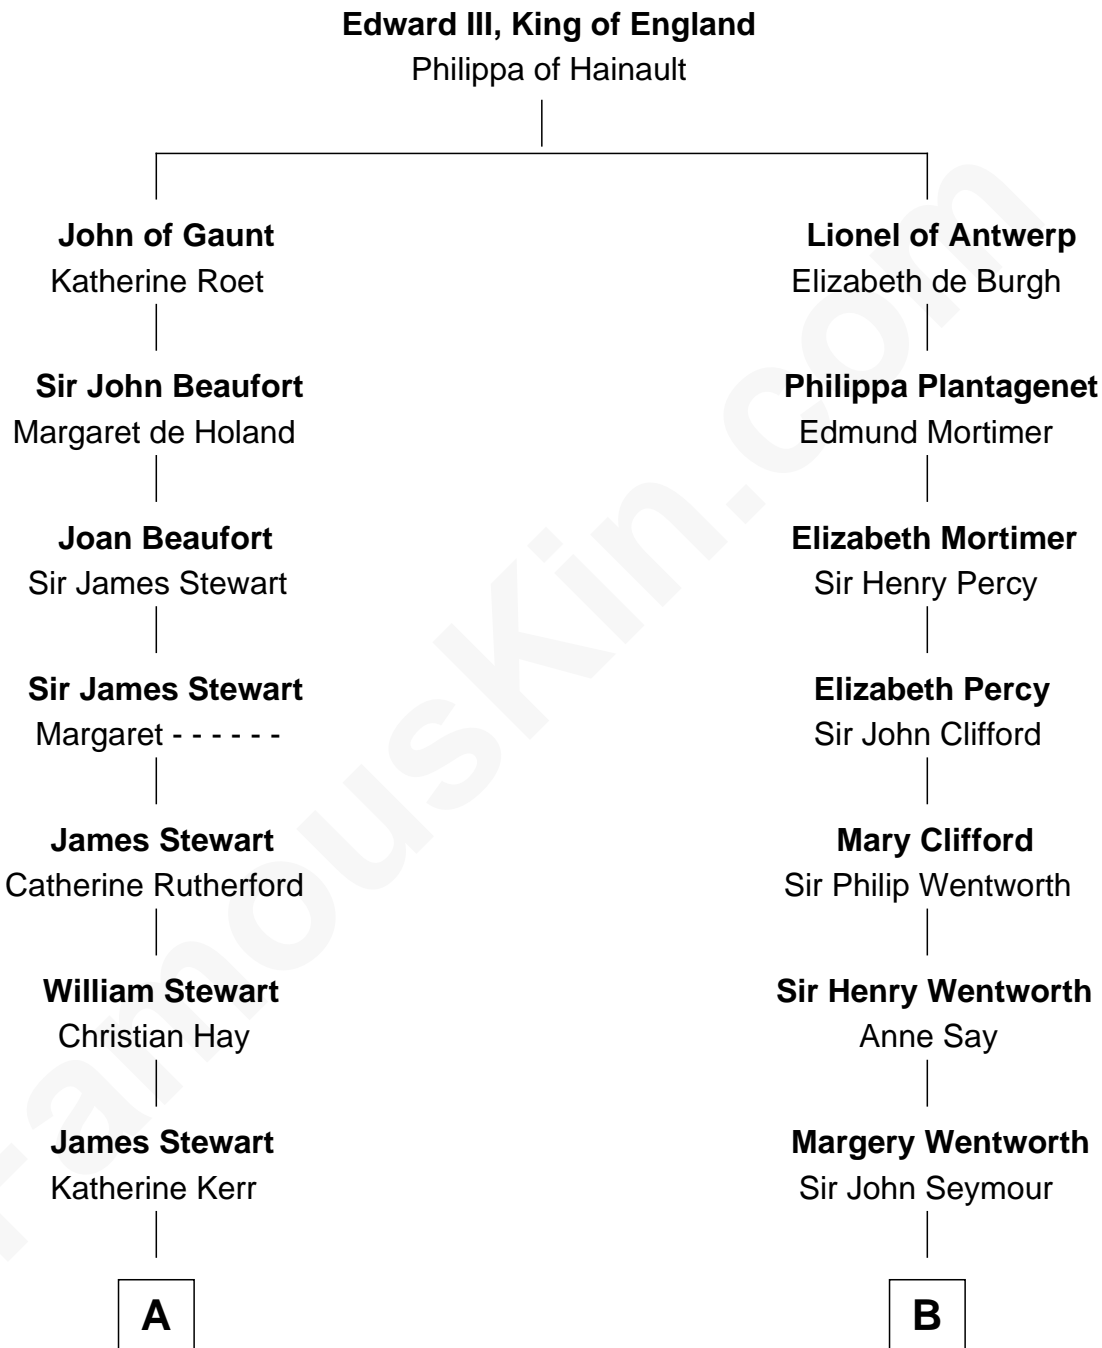 Edward III, King of England
Philippa of Hainault
John of Gaunt
Katherine Roet
Lionel of Antwerp
Elizabeth de Burgh
Sir John Beaufort
Margaret de Holand
Philippa Plantagenet
Edmund Mortimer
Joan Beaufort
Sir James Stewart
Elizabeth Mortimer
Sir Henry Percy
Sir James Stewart
Margaret - - - - - -
Elizabeth Percy
Sir John Clifford
James Stewart
Catherine Rutherford
Mary Clifford
Sir Philip Wentworth
William Stewart
Christian Hay
Sir Henry Wentworth
Anne Say
James Stewart
Katherine Kerr
Margery Wentworth
Sir John Seymour
A
B
FamousKin.com